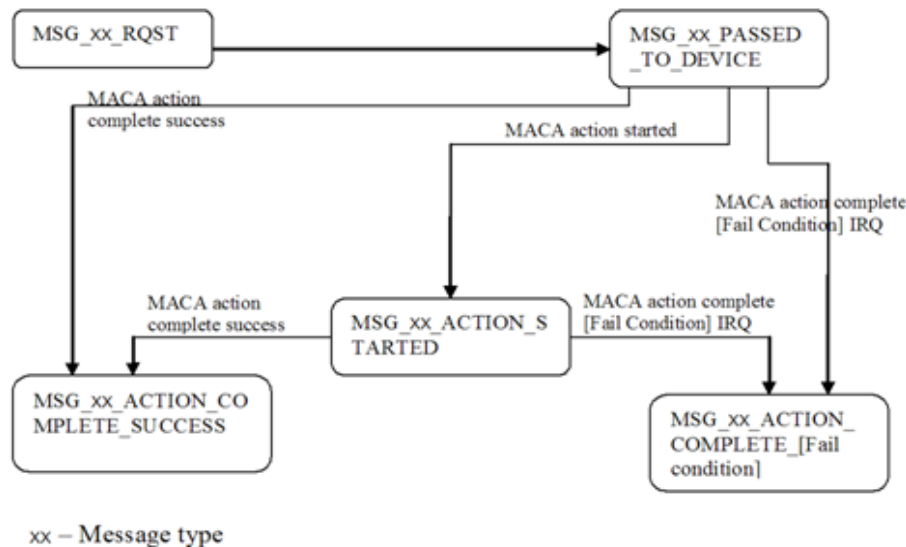 MSG_xx_RQST
MSG_xx_PASSED
_TO_DEVICE
MACA action
complete success
MACA action started
MACA action complete
[Fail Condition] IRQ
MACA action
complete success
MSG_xx_ACTION_S
TARTED
MACA action complete
[Fail Condition] IRQ
MSG_xx_ACTION_CO
MPLETE_SUCCESS
MSG_xx_ACTION_
COMPLETE_[Fail
condition]
xx – Message type